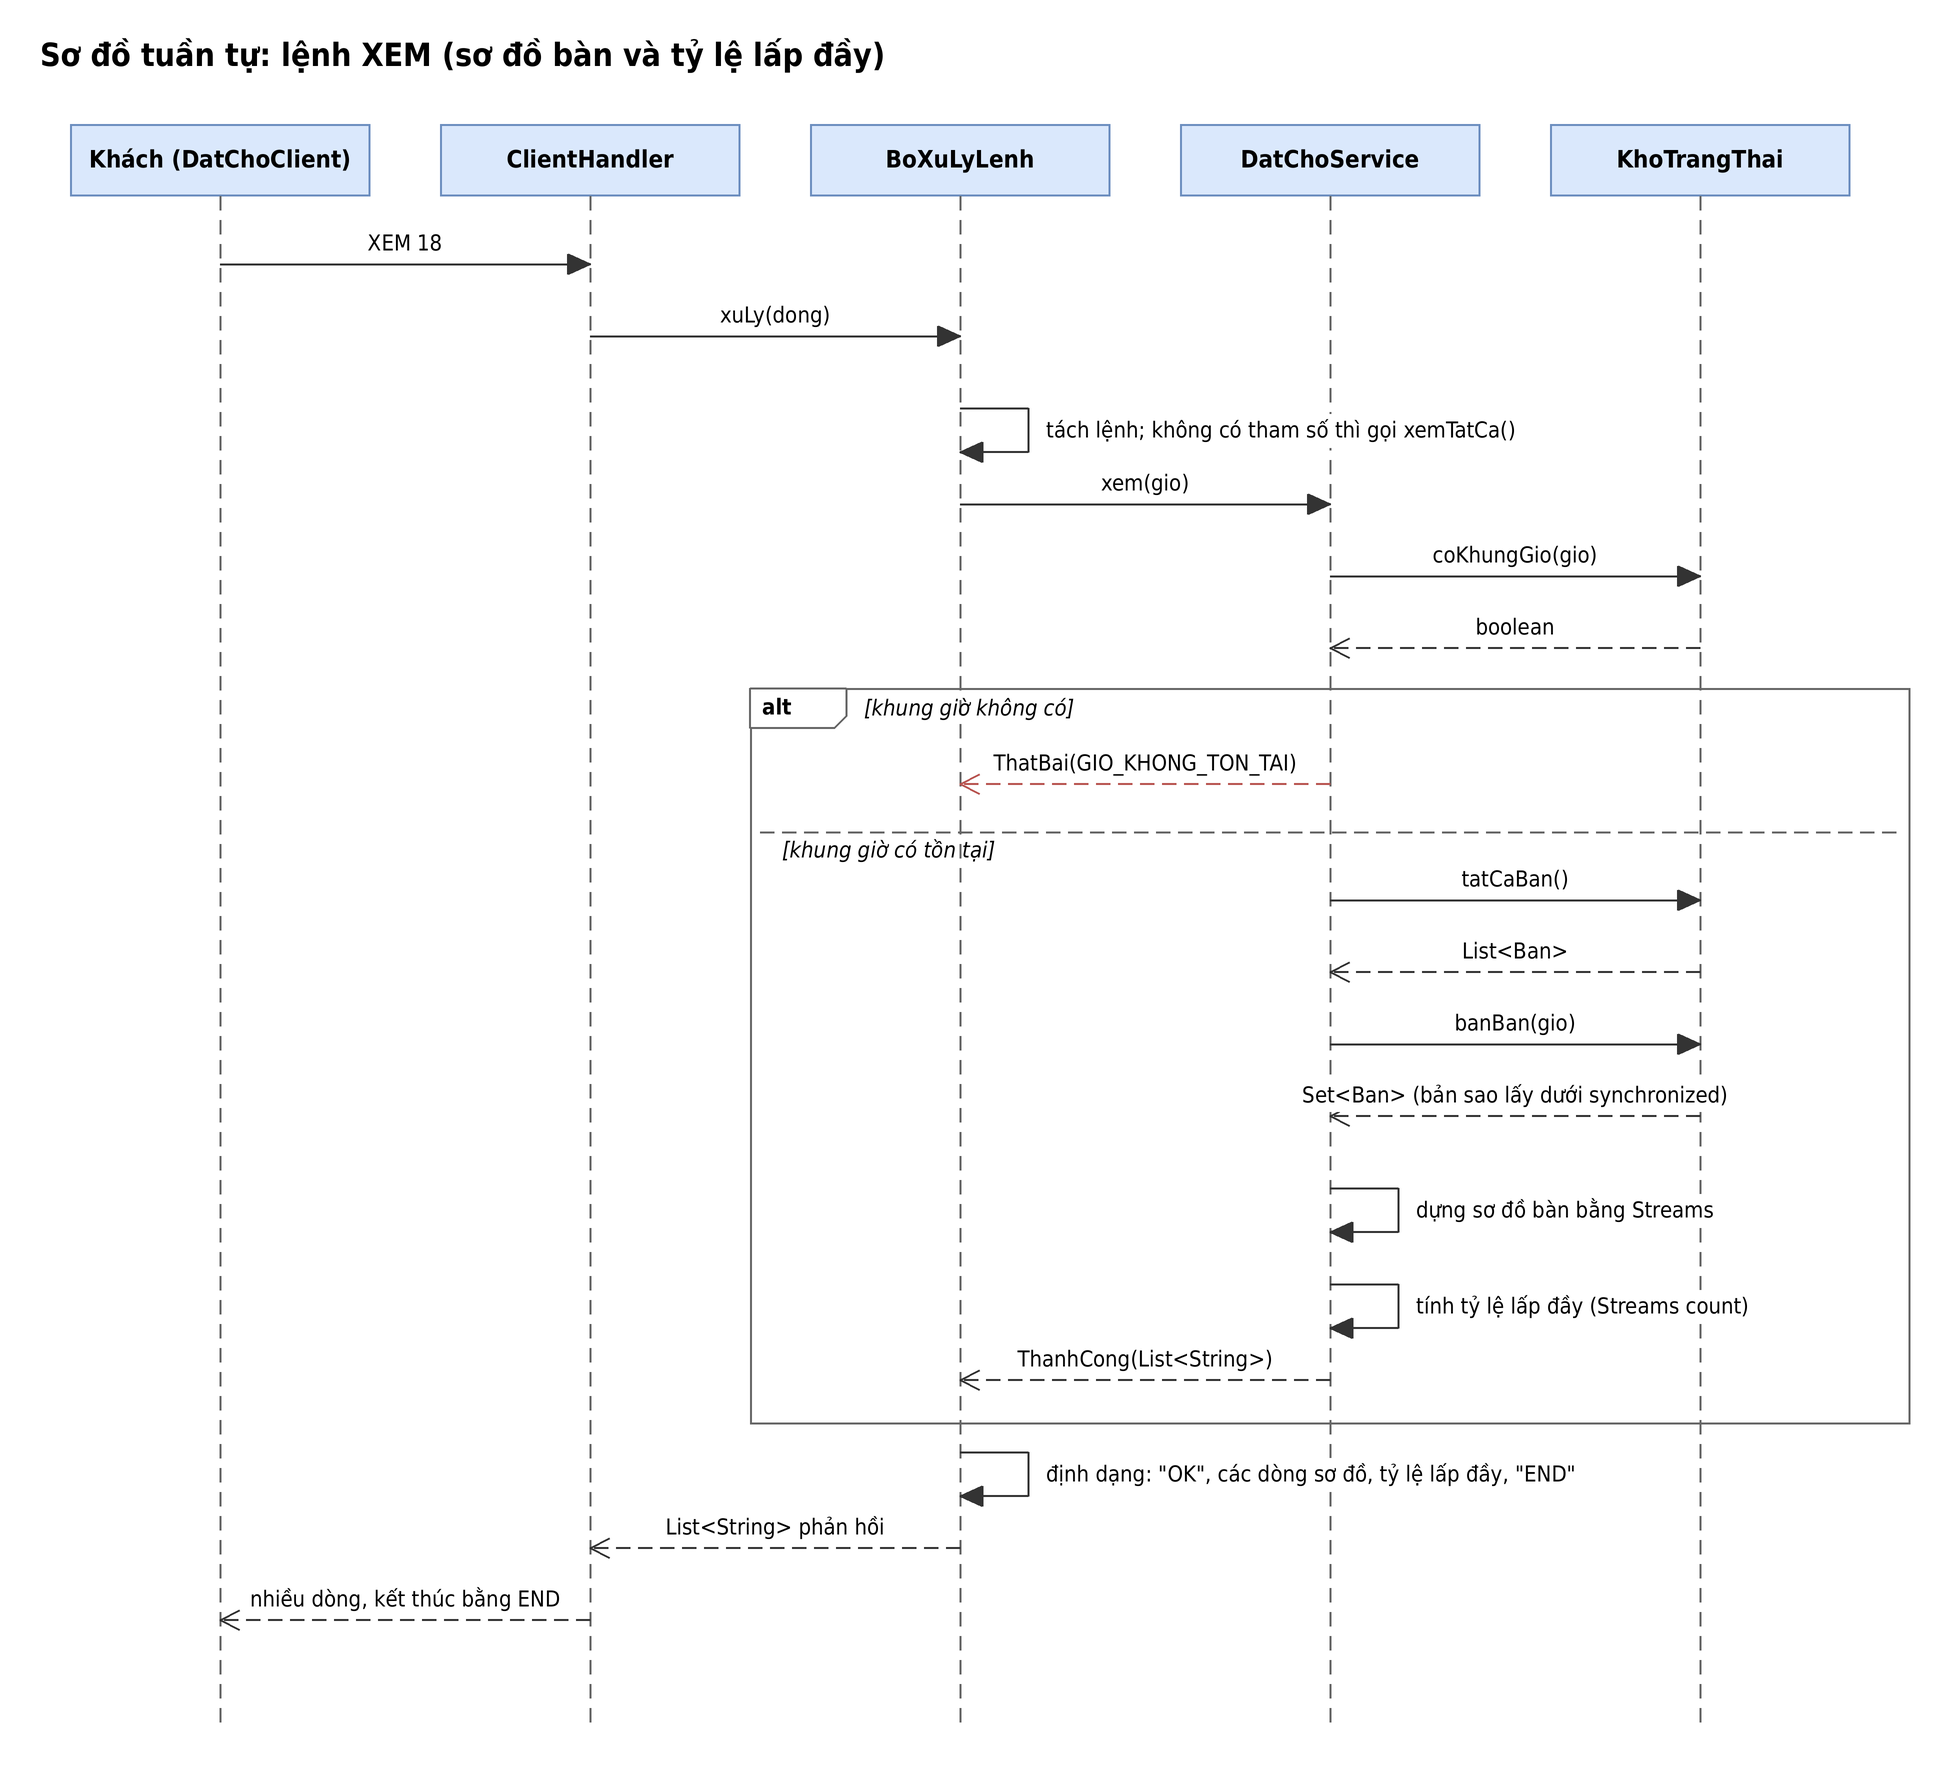 Sơ đồ tuần tự: lệnh XEM (sơ đồ bàn và tỷ lệ lấp đầy)
Khách (DatChoClient)
ClientHandler
BoXuLyLenh
DatChoService
KhoTrangThai
XEM 18
xuLy(dong)
tách lệnh; không có tham số thì gọi xemTatCa()
xem(gio)
coKhungGio(gio)
boolean
alt
[khung giờ không có]
ThatBai(GIO_KHONG_TON_TAI)
[khung giờ có tồn tại]
tatCaBan()
List<Ban>
banBan(gio)
Set<Ban> (bản sao lấy dưới synchronized)
dựng sơ đồ bàn bằng Streams
tính tỷ lệ lấp đầy (Streams count)
ThanhCong(List<String>)
định dạng: "OK", các dòng sơ đồ, tỷ lệ lấp đầy, "END"
List<String> phản hồi
nhiều dòng, kết thúc bằng END